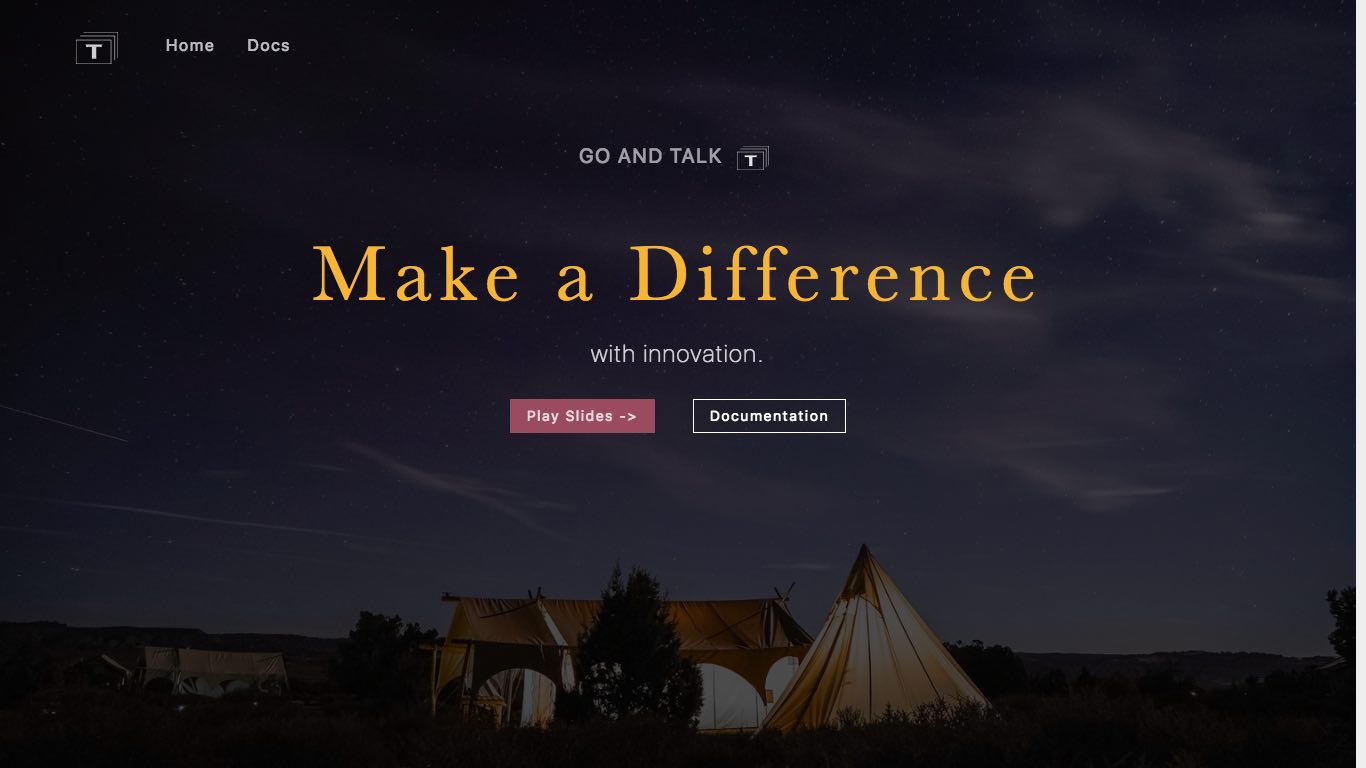 T Home Docs
GO AND TALK T
Make a Difference
with innovation.
Play Slides -> Documentation